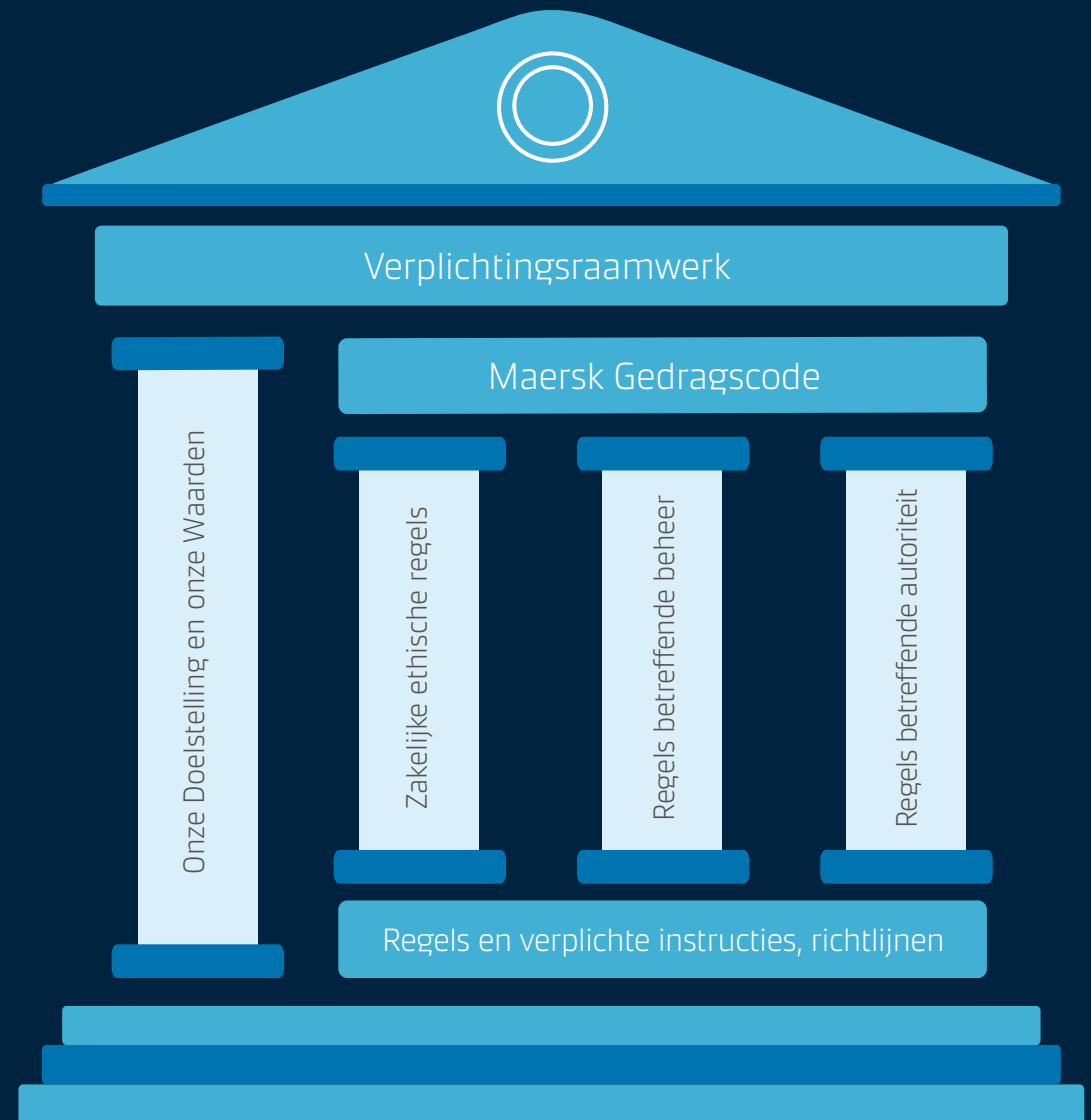 Verplichtingsraamwerk
Maersk Gedragscode
Onze Doelstelling en onze Waarden
Zakelijke ethische regels
Regels betreffende beheer
Regels betreffende autoriteit
Regels en verplichte instructies, richtlijnen